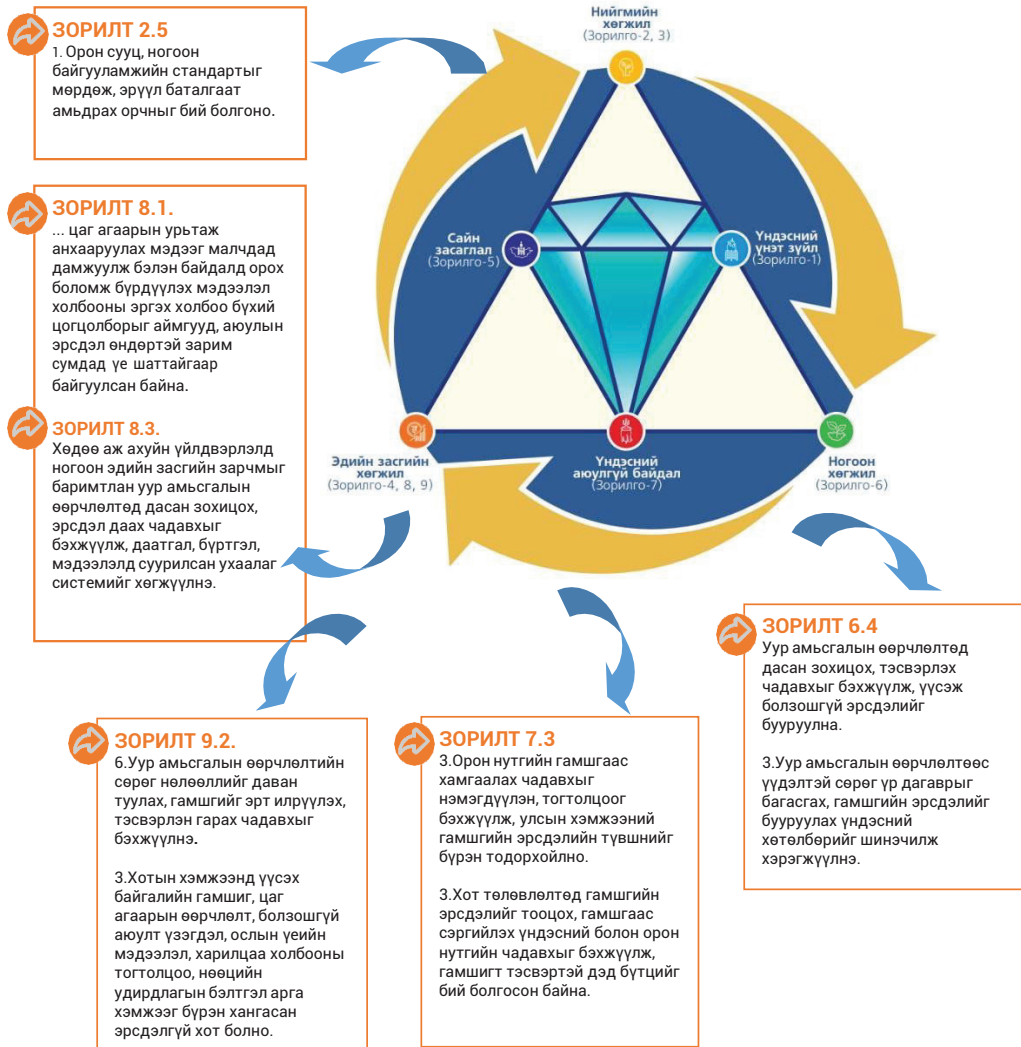 ЗОРИЛТ 2.5
1. Орон сууц, ногоон
байгууламжийн стандартыг
мөрдөж, эрүүл баталгаат
амьдрах орчныг бий болгоно.
ЗОРИЛТ 8.1.
... цаг агаарын урьтаж
анхааруулах мэдээг малчдад
дамжуулж бэлэн байдалд орох
боломж бүрдүүлэх мэдээлэл
холбооны эргэх холбоо бүхий
цогцолборыг аймгууд, аюулын
эрсдэл өндөртэй зарим
сумдад үе шаттайгаар
байгуулсан байна.
ЗОРИЛТ 8.3.
Хөдөө аж ахуйн үйлдвэрлэлд
ногоон эдийн засгийн зарчмыг
баримтлан уур амьсгалын
өөрчлөлтөд дасан зохицох,
эрсдэл даах чадавхыг
бэхжүүлж, даатгал, бүртгэл,
мэдээлэлд суурилсан ухаалаг
системийг хөгжүүлнэ.
Нийгмийн
хөгжил
(Зорилго-2, 3)
Сайн
засаглал
(Зорилго-5)
Үндэсний
үнэт зүйл
(Зорилго-1)
Эдийн засгийн
хөгжил
(Зорилго-4, 8, 9)
Үндэсний
аюулгүй байдал
(Зорилго-7)
Ногоон
хөгжил
(Зорилго-6)
ЗОРИЛТ 9.2.
6.Уур амьсгалын өөрчлөлтийн
сөрөг нөлөөллийг даван
туулах, гамшгийг эрт илрүүлэх,
тэсвэрлэн гарах чадавхыг
бэхжүүлнэ.
3.Хотын хэмжээнд үүсэх
байгалийн гамшиг, цаг
агаарын өөрчлөлт, болзошгүй
аюулт үзэгдэл, ослын үеийн
мэдээлэл, харилцаа холбооны
тогтолцоо, нөөцийн
удирдлагын бэлтгэл арга
хэмжээг бүрэн хангасан
эрсдэлгүй хот болно.
ЗОРИЛТ 7.3
3.Орон нутгийн гамшгаас
хамгаалах чадавхыг
нэмэгдүүлэн, тогтолцоог
бэхжүүлж, улсын хэмжээний
гамшгийн эрсдэлийн түвшнийг
бүрэн тодорхойлно.
3.Хот төлөвлөлтөд гамшгийн
эрсдэлийг тооцох, гамшгаас
сэргийлэх үндэсний болон орон
нутгийн чадавхыг бэхжүүлж,
гамшигт тэсвэртэй дэд бүтцийг
бий болгосон байна.
ЗОРИЛТ 6.4
Уур амьсгалын өөрчлөлтөд
дасан зохицох, тэсвэрлэх
чадавхыг бэхжүүлж, үүсэж
болзошгүй эрсдэлийг
бууруулна.
3.Уур амьсгалын өөрчлөлтөөс
үүдэлтэй сөрөг үр дагаврыг
багасгах, гамшгийн эрсдэлийг
бууруулах үндэсний
хөтөлбөрийг шинэчилж
хэрэгжүүлнэ.